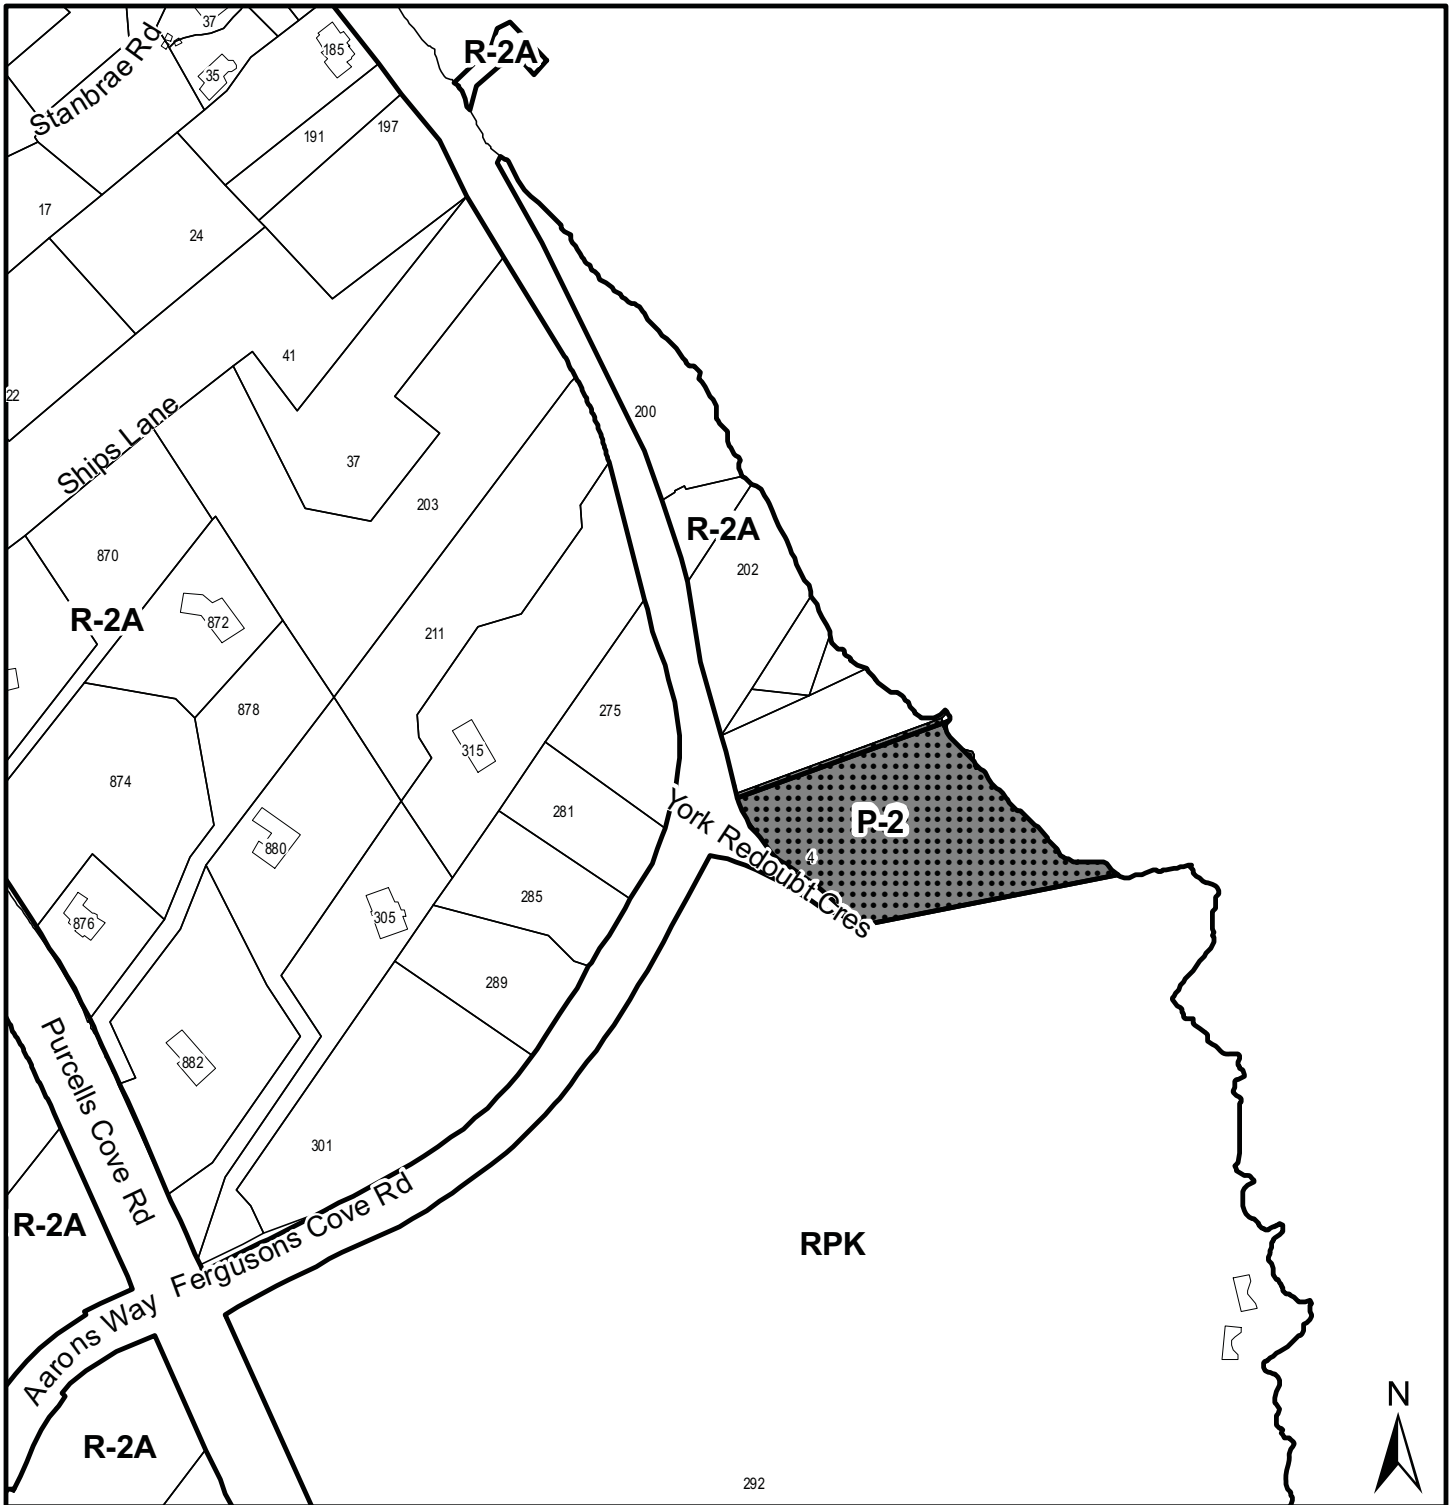 37
R-2A
185
Stanbrae Rd
35
191
197
17
24
41
22
200
Ships Lane
37
203
R-2A
870
202
R-2A
872
211
878
275
315
874
York Redoubt Cres
281
P-2
880
4
285
305
876
289
Purcells Cove Rd
882
301
Fergusons Cove Rd
R-2A
RPK
Aarons Way
N
R-2A
292